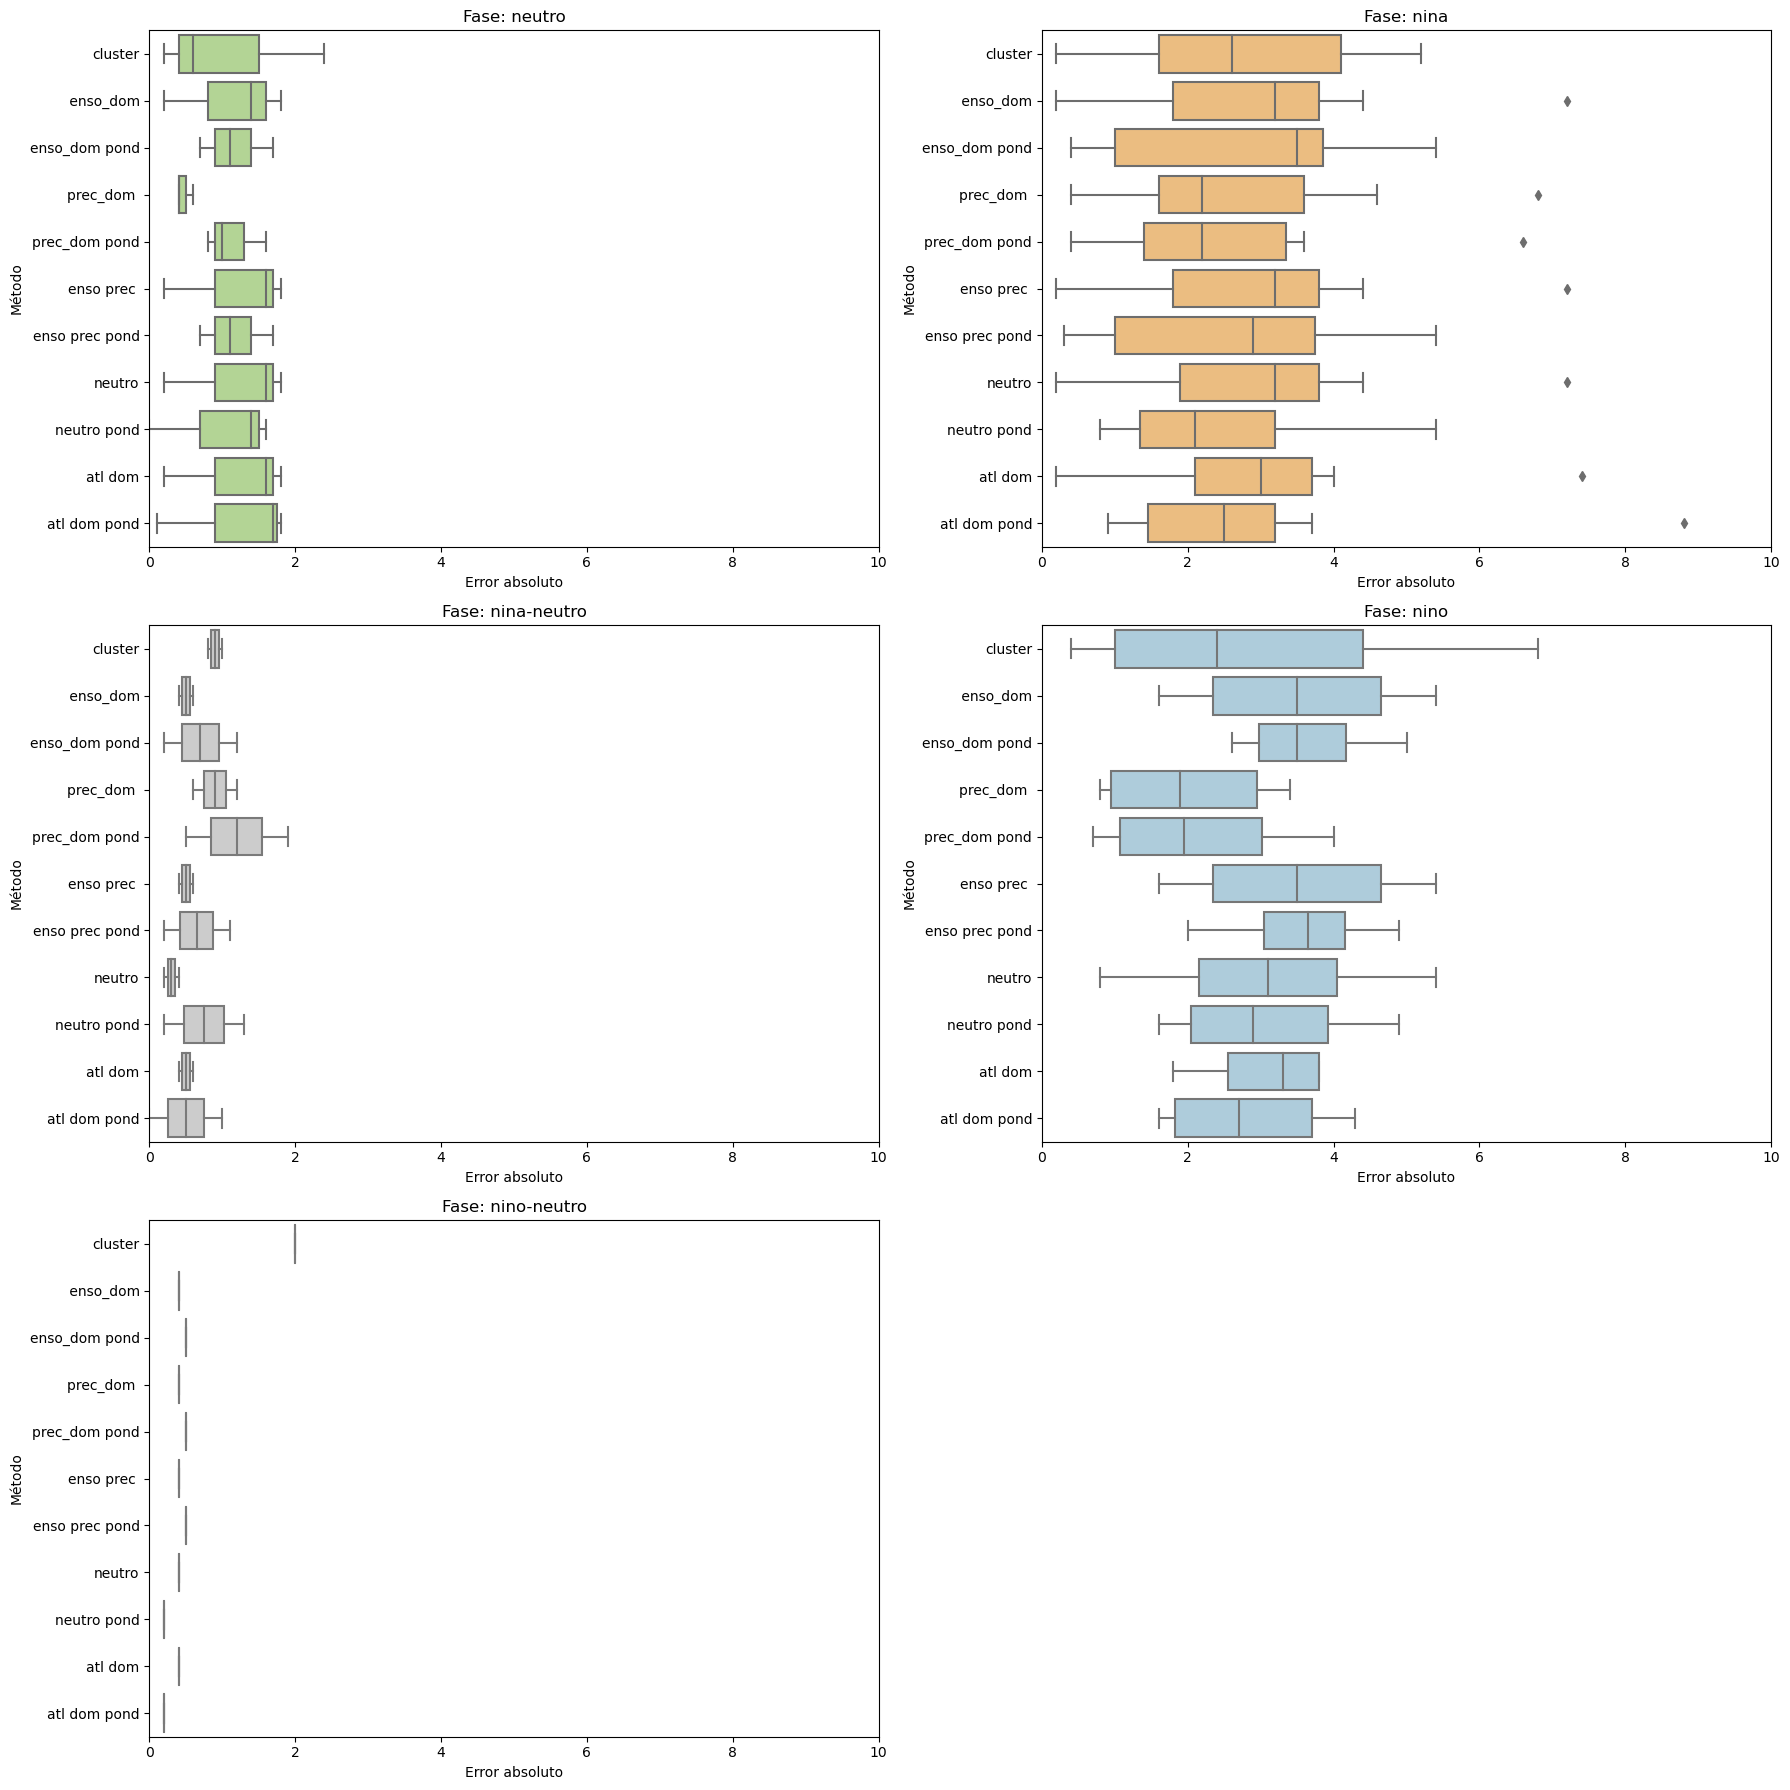 Fase: neutro
Método
cluster
enso_dom
enso_dom pond
prec_dom
prec_dom pond
enso prec
enso prec pond
neutro
neutro pond
atl dom
atl dom pond
0 2 4 6 8 10
Error absoluto
Fase: nina
Método
cluster
enso_dom
enso_dom pond
prec_dom
prec_dom pond
enso prec
enso prec pond
neutro
neutro pond
atl dom
atl dom pond
0 2 4 6 8 10
Error absoluto
Fase: nina-neutro
Método
cluster
enso_dom
enso_dom pond
prec_dom
prec_dom pond
enso prec
enso prec pond
neutro
neutro pond
atl dom
atl dom pond
0 2 4 6 8 10
Error absoluto
Fase: nino
Método
cluster
enso_dom
enso_dom pond
prec_dom
prec_dom pond
enso prec
enso prec pond
neutro
neutro pond
atl dom
atl dom pond
0 2 4 6 8 10
Error absoluto
Fase: nino-neutro
Método
cluster
enso_dom
enso_dom pond
prec_dom
prec_dom pond
enso prec
enso prec pond
neutro
neutro pond
atl dom
atl dom pond
0 2 4 6 8 10
Error absoluto